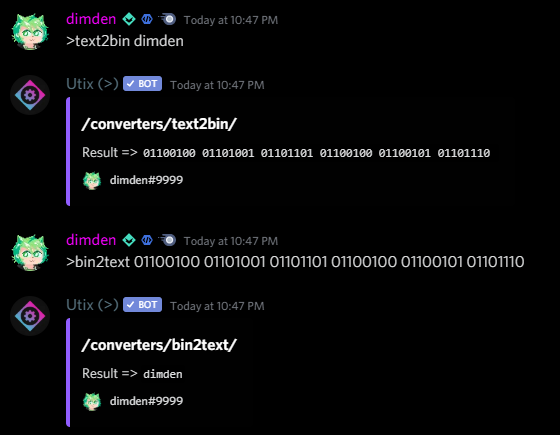 dimden Today at 10:47 PM
>text2bin dimden
Utix (>) ✓ BOT Today at 10:47 PM
/converters/text2bin/
Result => 01100100 01101001 01101101 01100100 01100101 01101110
dimden#9999
dimden Today at 10:47 PM
>bin2text 01100100 01101001 01101101 01100100 01100101 01101110
Utix (>) ✓ BOT Today at 10:47 PM
/converters/bin2text/
Result => dimden
dimden#9999